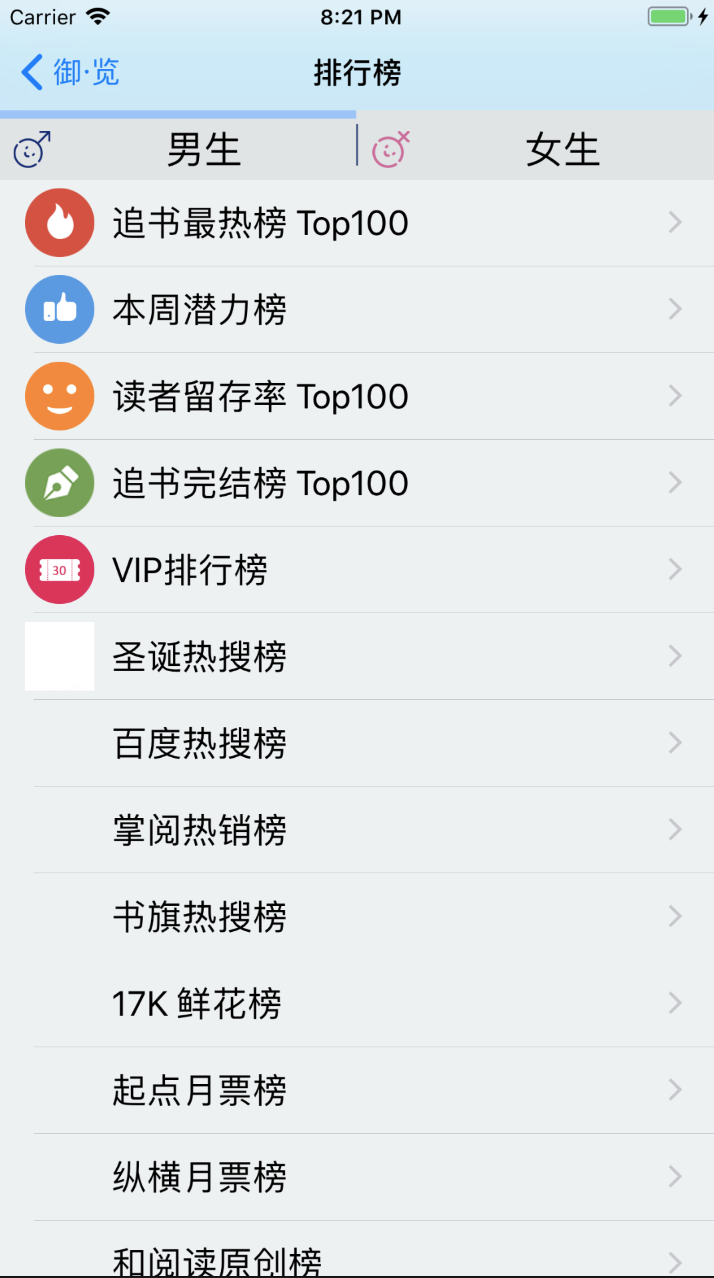 Carrier 8:21 PM
御·览 排行榜
男生 女生
追书最热榜 Top100
本周潜力榜
读者留存率 Top100
追书完结榜 Top100
30 VIP排行榜
圣诞热搜榜
百度热搜榜
掌阅热销榜
书旗热搜榜
17K 鲜花榜
起点月票榜
纵横月票榜
和阅读原创榜